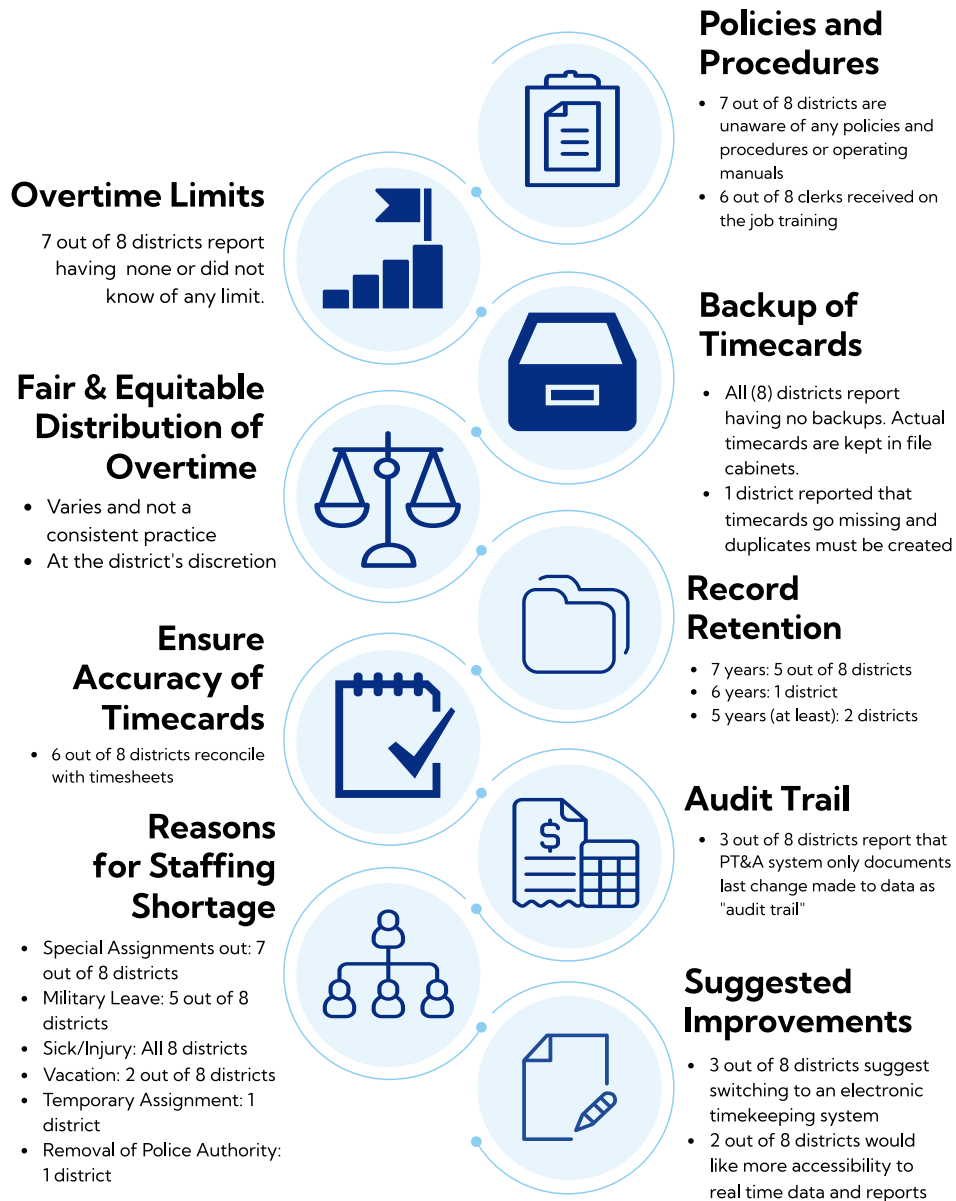 Policies and
Procedures
• 7 out of 8 districts are
unaware of any policies and
procedures or operating
manuals
• 6 out of 8 clerks received on
the job training
Overtime Limits
7 out of 8 districts report
having none or did not
know of any limit.
Backup of
Timecards
• All (8) districts report
having no backups. Actual
timecards are kept in file
cabinets.
• 1 district reported that
timecards go missing and
duplicates must be created
Fair & Equitable
Distribution of
Overtime
• Varies and not a
consistent practice
• At the district's discretion
Record
Retention
• 7 years: 5 out of 8 districts
• 6 years: 1 district
• 5 years (at least): 2 districts
Ensure
Accuracy of
Timecards
• 6 out of 8 districts reconcile
with timesheets
Audit Trail
• 3 out of 8 districts report that
PT&A system only documents
last change made to data as
"audit trail"
$
Reasons
for Staffing
Shortage
• Special Assignments out: 7
out of 8 districts
• Military Leave: 5 out of 8
districts
• Sick/Injury: All 8 districts
• Vacation: 2 out of 8 districts
• Temporary Assignment: 1
district
• Removal of Police Authority:
1 district
Suggested
Improvements
• 3 out of 8 districts suggest
switching to an electronic
timekeeping system
• 2 out of 8 districts would
like more accessibility to
real time data and reports